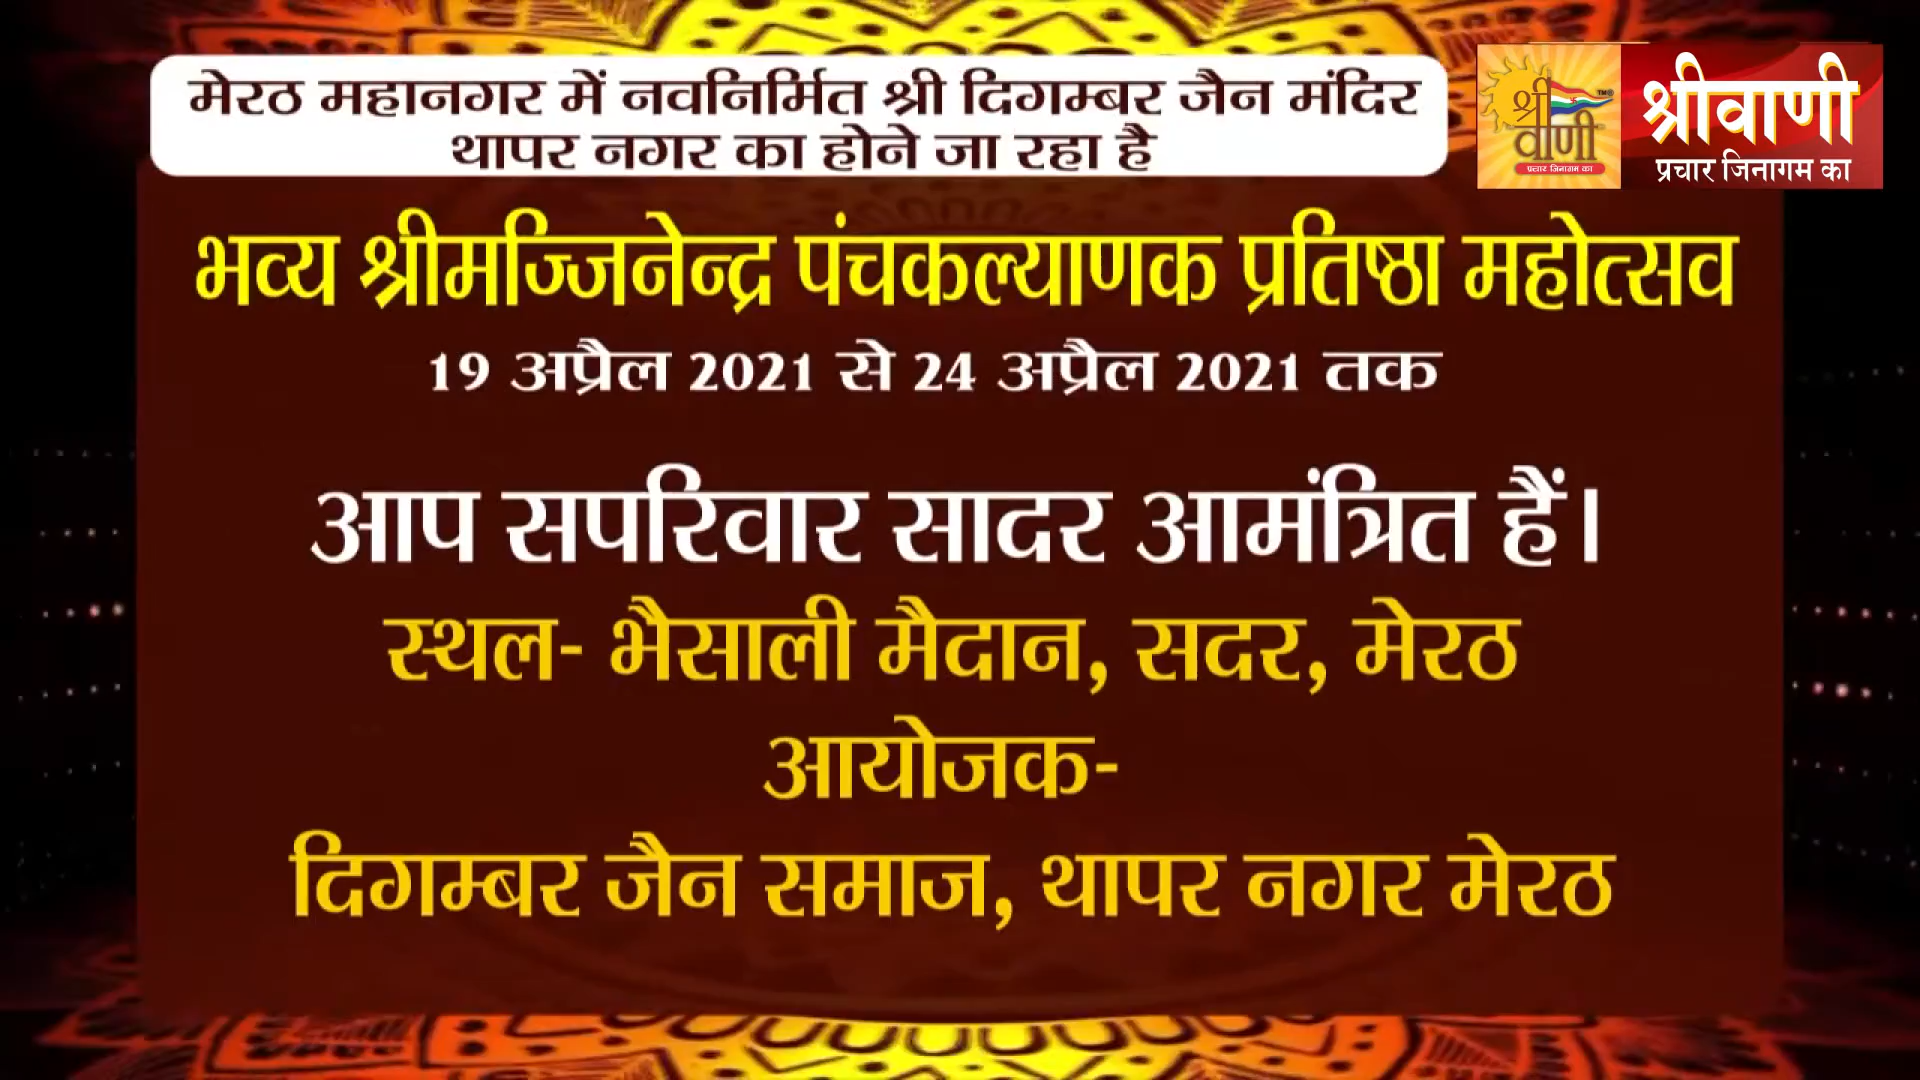 मेरठ महानगर में नवनिर्मित श्री दिगम्बर जैन मंदिर
थापर नगर का होने जा रहा है
श्री
वाणी
TM®
प्रचार जिनागम का
श्रीवाणी
प्रचार जिनागम का
भव्य श्रीमज्जिनेन्द्र पंचकल्याणक प्रतिष्ठा महोत्सव
19 अप्रैल 2021 से 24 अप्रैल 2021 तक
आप सपरिवार सादर आमंत्रित हैं।
स्थल- भैसाली मैदान, सदर, मेरठ
आयोजक-
दिगम्बर जैन समाज, थापर नगर मेरठ